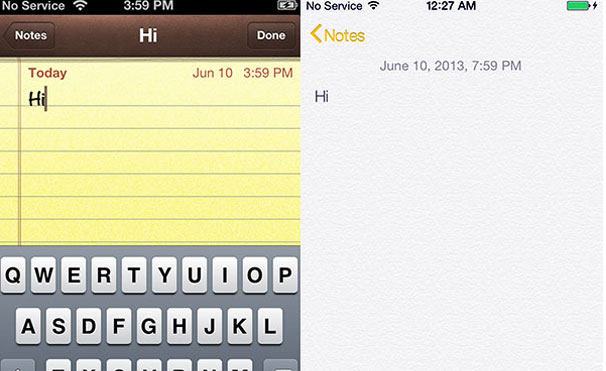 No Service 3:59 PM
Notes Hi Done
Today Jun 10 3:59 PM
Hi
Q W E R T Y U I O P
A S D F G H J K L
No Service 12:27 AM
Notes
June 10, 2013, 7:59 PM
Hi